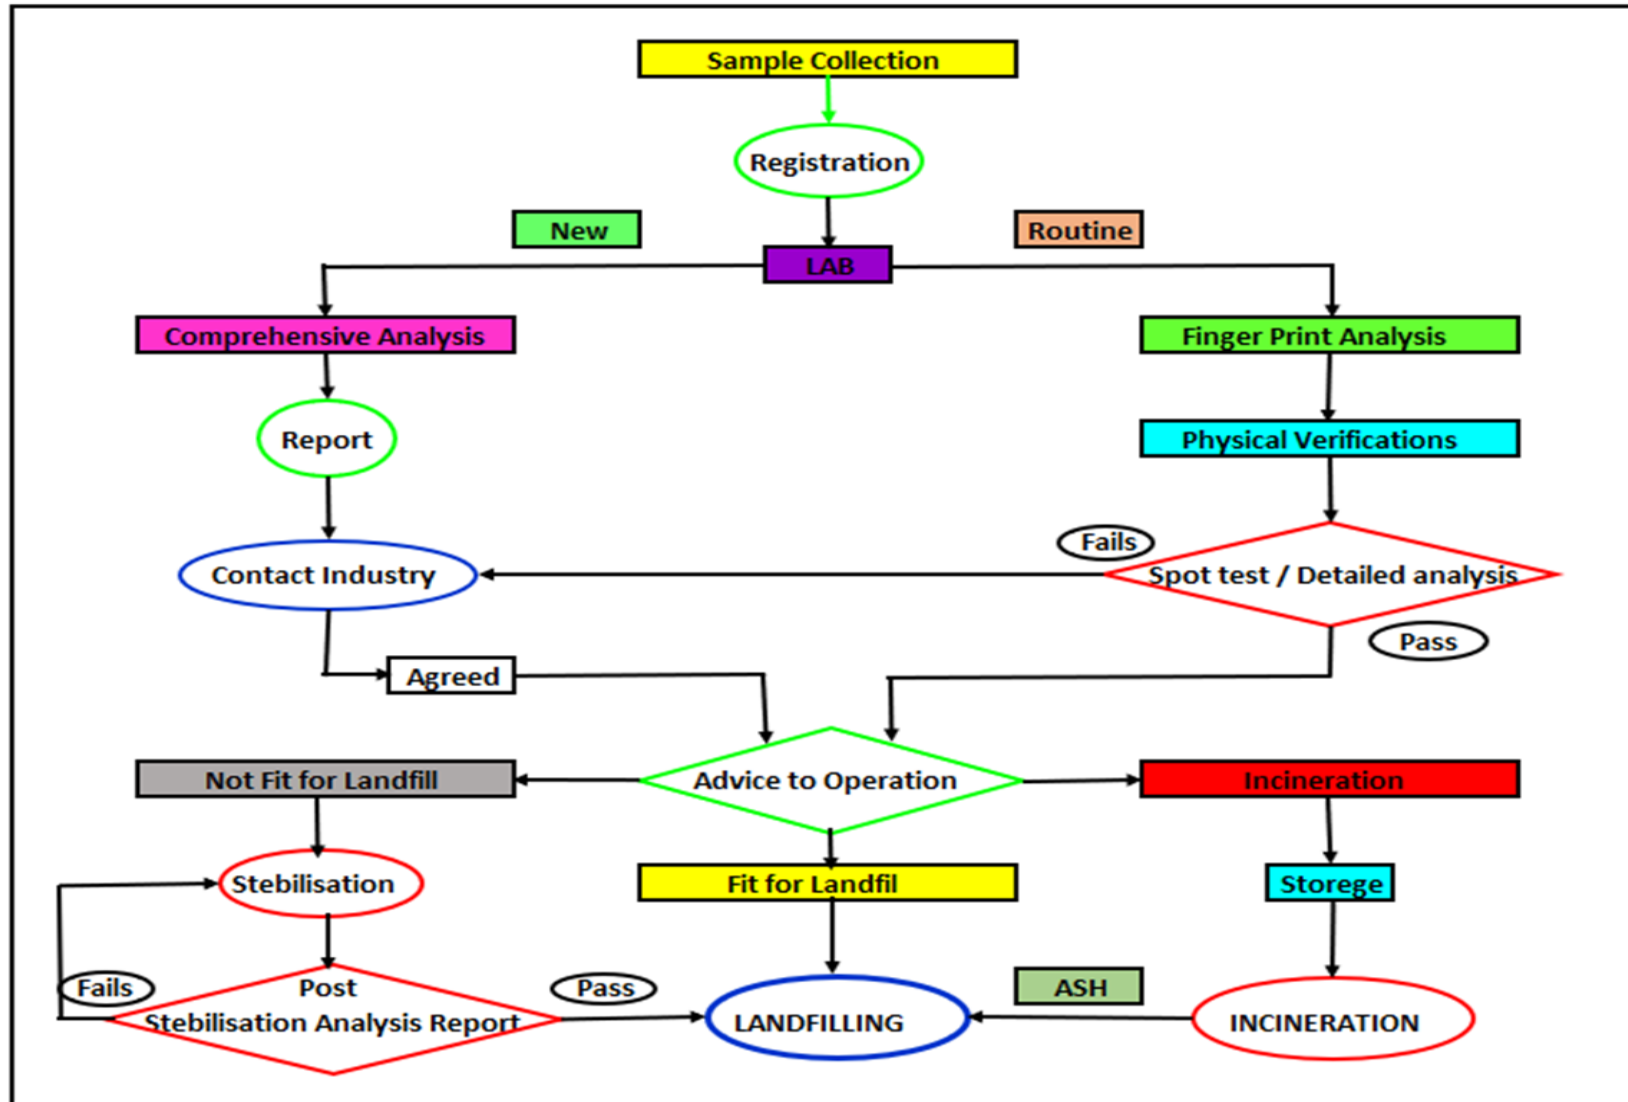 Sample Collection
Registration
New
Routine
LAB
Comprehensive Analysis
Finger Print Analysis
Report
Physical Verifications
Fails
Contact Industry
Spot test / Detailed analysis
Pass
Agreed
Not Fit for Landfill
Advice to Operation
Incineration
Stebilisation
Fit for Landfil
Storege
Fails
Post
Stebilisation Analysis Report
Pass
LANDFILLING
ASH
INCINERATION